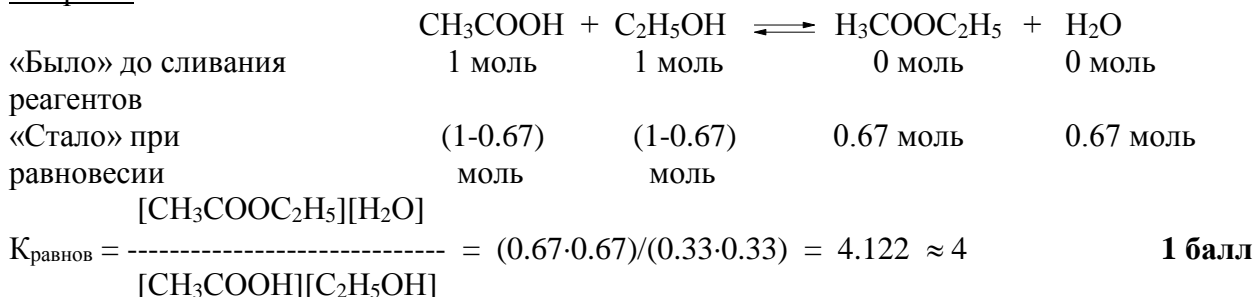 CH₃COOH + C₂H₅OH ⇌ H₃COOC₂H₅ + H₂O
«Было» до сливания 1 моль 1 моль 0 моль 0 моль
реагентов
«Стало» при (1-0.67) (1-0.67) 0.67 моль 0.67 моль
равновесии моль моль
[CH₃COOC₂H₅][H₂O]
Kравнов = ------------------------------ = (0.67·0.67)/(0.33·0.33) = 4.122 ≈ 4 1 балл
[CH₃COOH][C₂H₅OH]